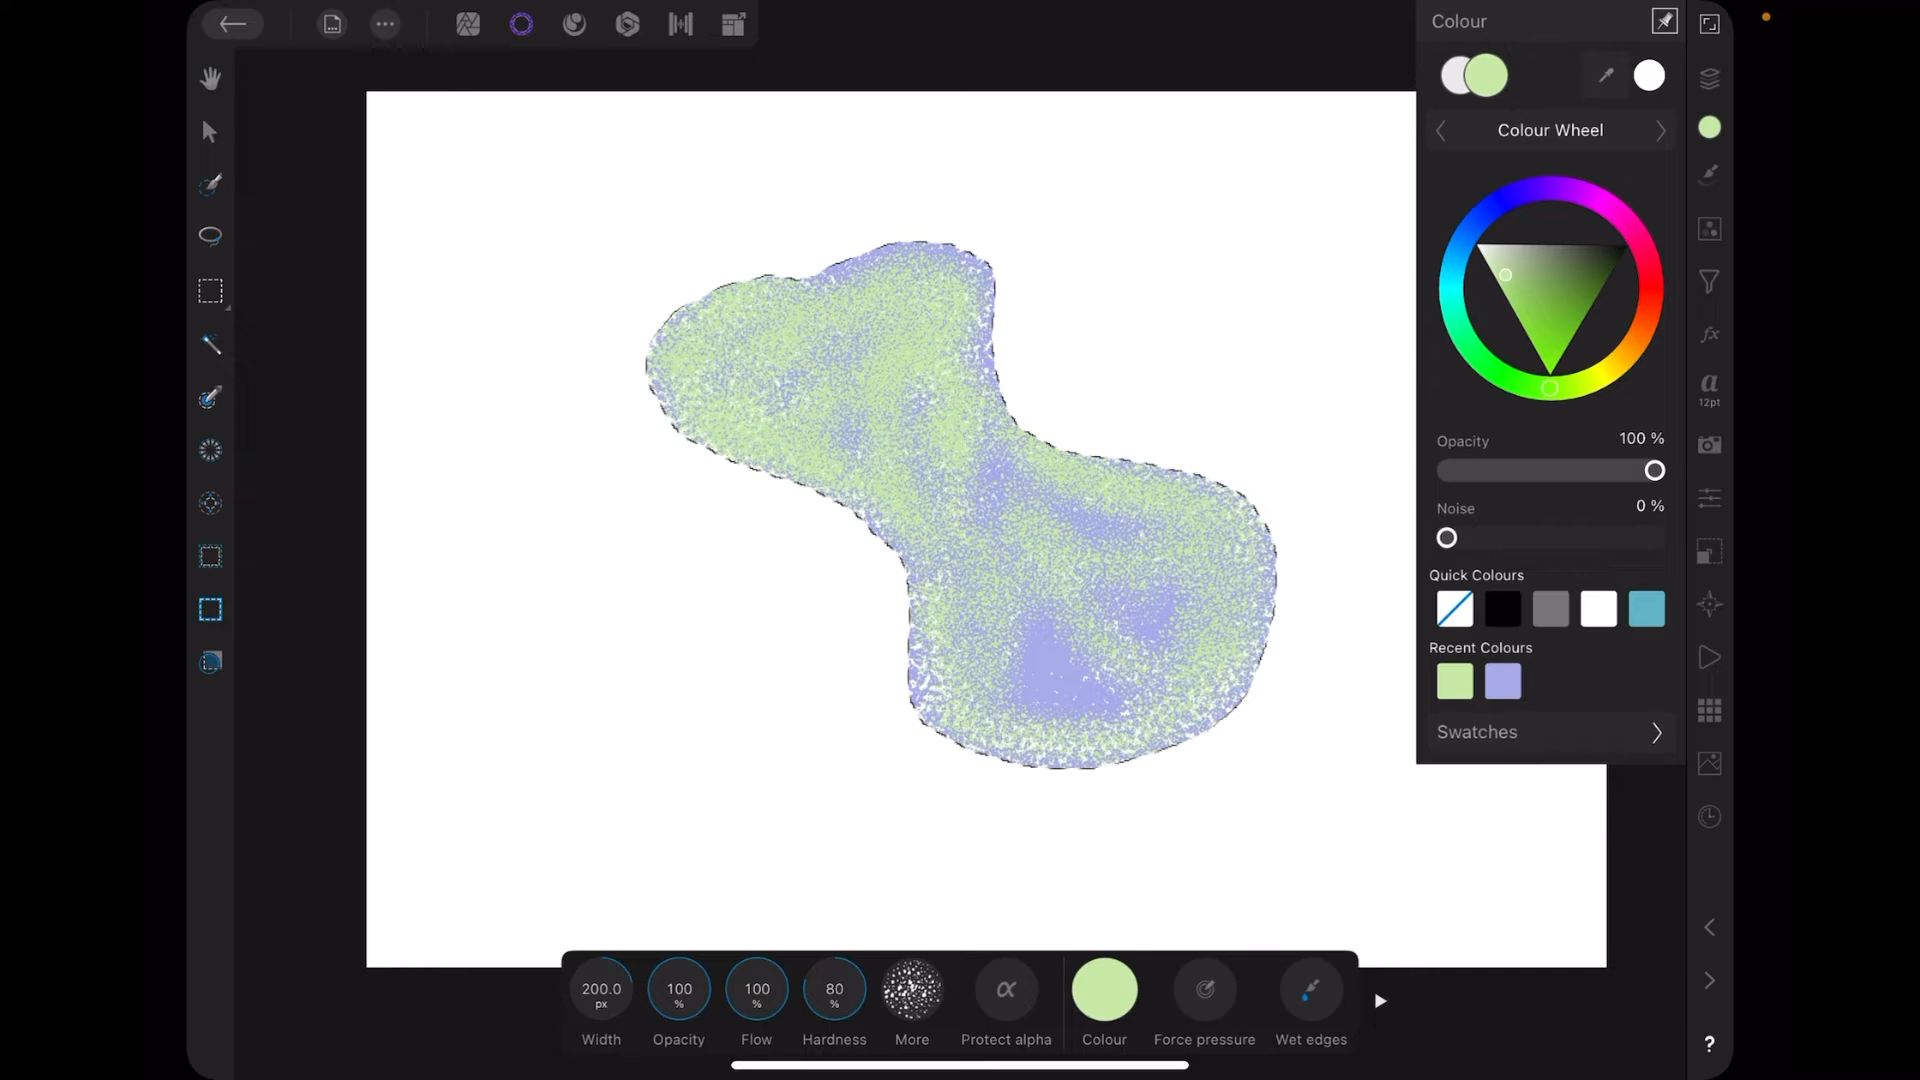 Colour
Colour Wheel
fx
a
12pt
Opacity
100 %
Noise
0 %
Quick Colours
Recent Colours
Swatches
200.0
px
Width
100
%
Opacity
100
%
Flow
80
%
Hardness
More
α
Protect alpha
Colour
Force pressure
Wet edges
?